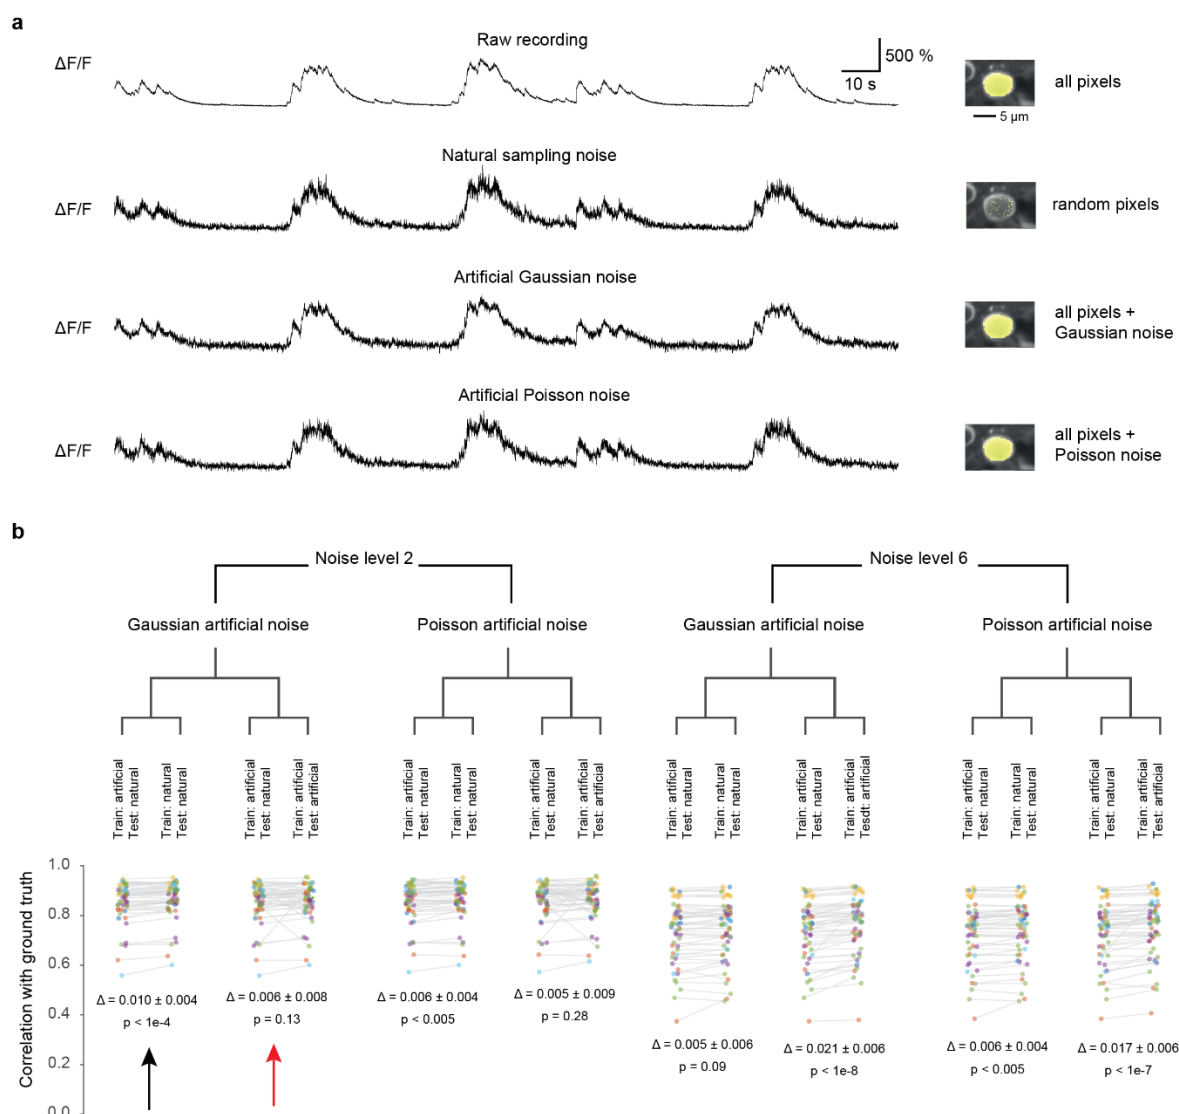 a
Raw recording
ΔF/F
500 %
10 s
all pixels
5 µm
Natural sampling noise
ΔF/F
random pixels
Artificial Gaussian noise
ΔF/F
all pixels +
Gaussian noise
Artificial Poisson noise
ΔF/F
all pixels +
Poisson noise
b
Noise level 2
Noise level 6
Gaussian artificial noise
Poisson artificial noise
Gaussian artificial noise
Poisson artificial noise
Train: artificial
Test: natural
Train: natural
Test: natural
Train: artificial
Test: natural
Train: artificial
Test: artificial
Train: artificial
Test: natural
Train: natural
Test: natural
Train: artificial
Test: natural
Train: artificial
Test: artificial
Train: artificial
Test: natural
Train: natural
Test: natural
Train: artificial
Test: natural
Train: artificial
Tesdt: artificial
Train: artificial
Test: natural
Train: natural
Test: natural
Train: artificial
Test: natural
Train: artificial
Test: artificial
Correlation with ground truth
1.0
0.8
0.6
0.4
0.2
0.0
Δ = 0.010 ± 0.004
p < 1e-4
Δ = 0.006 ± 0.008
p = 0.13
Δ = 0.006 ± 0.004
p < 0.005
Δ = 0.005 ± 0.009
p = 0.28
Δ = 0.005 ± 0.006
p = 0.09
Δ = 0.021 ± 0.006
p < 1e-8
Δ = 0.006 ± 0.004
p < 0.005
Δ = 0.017 ± 0.006
p < 1e-7